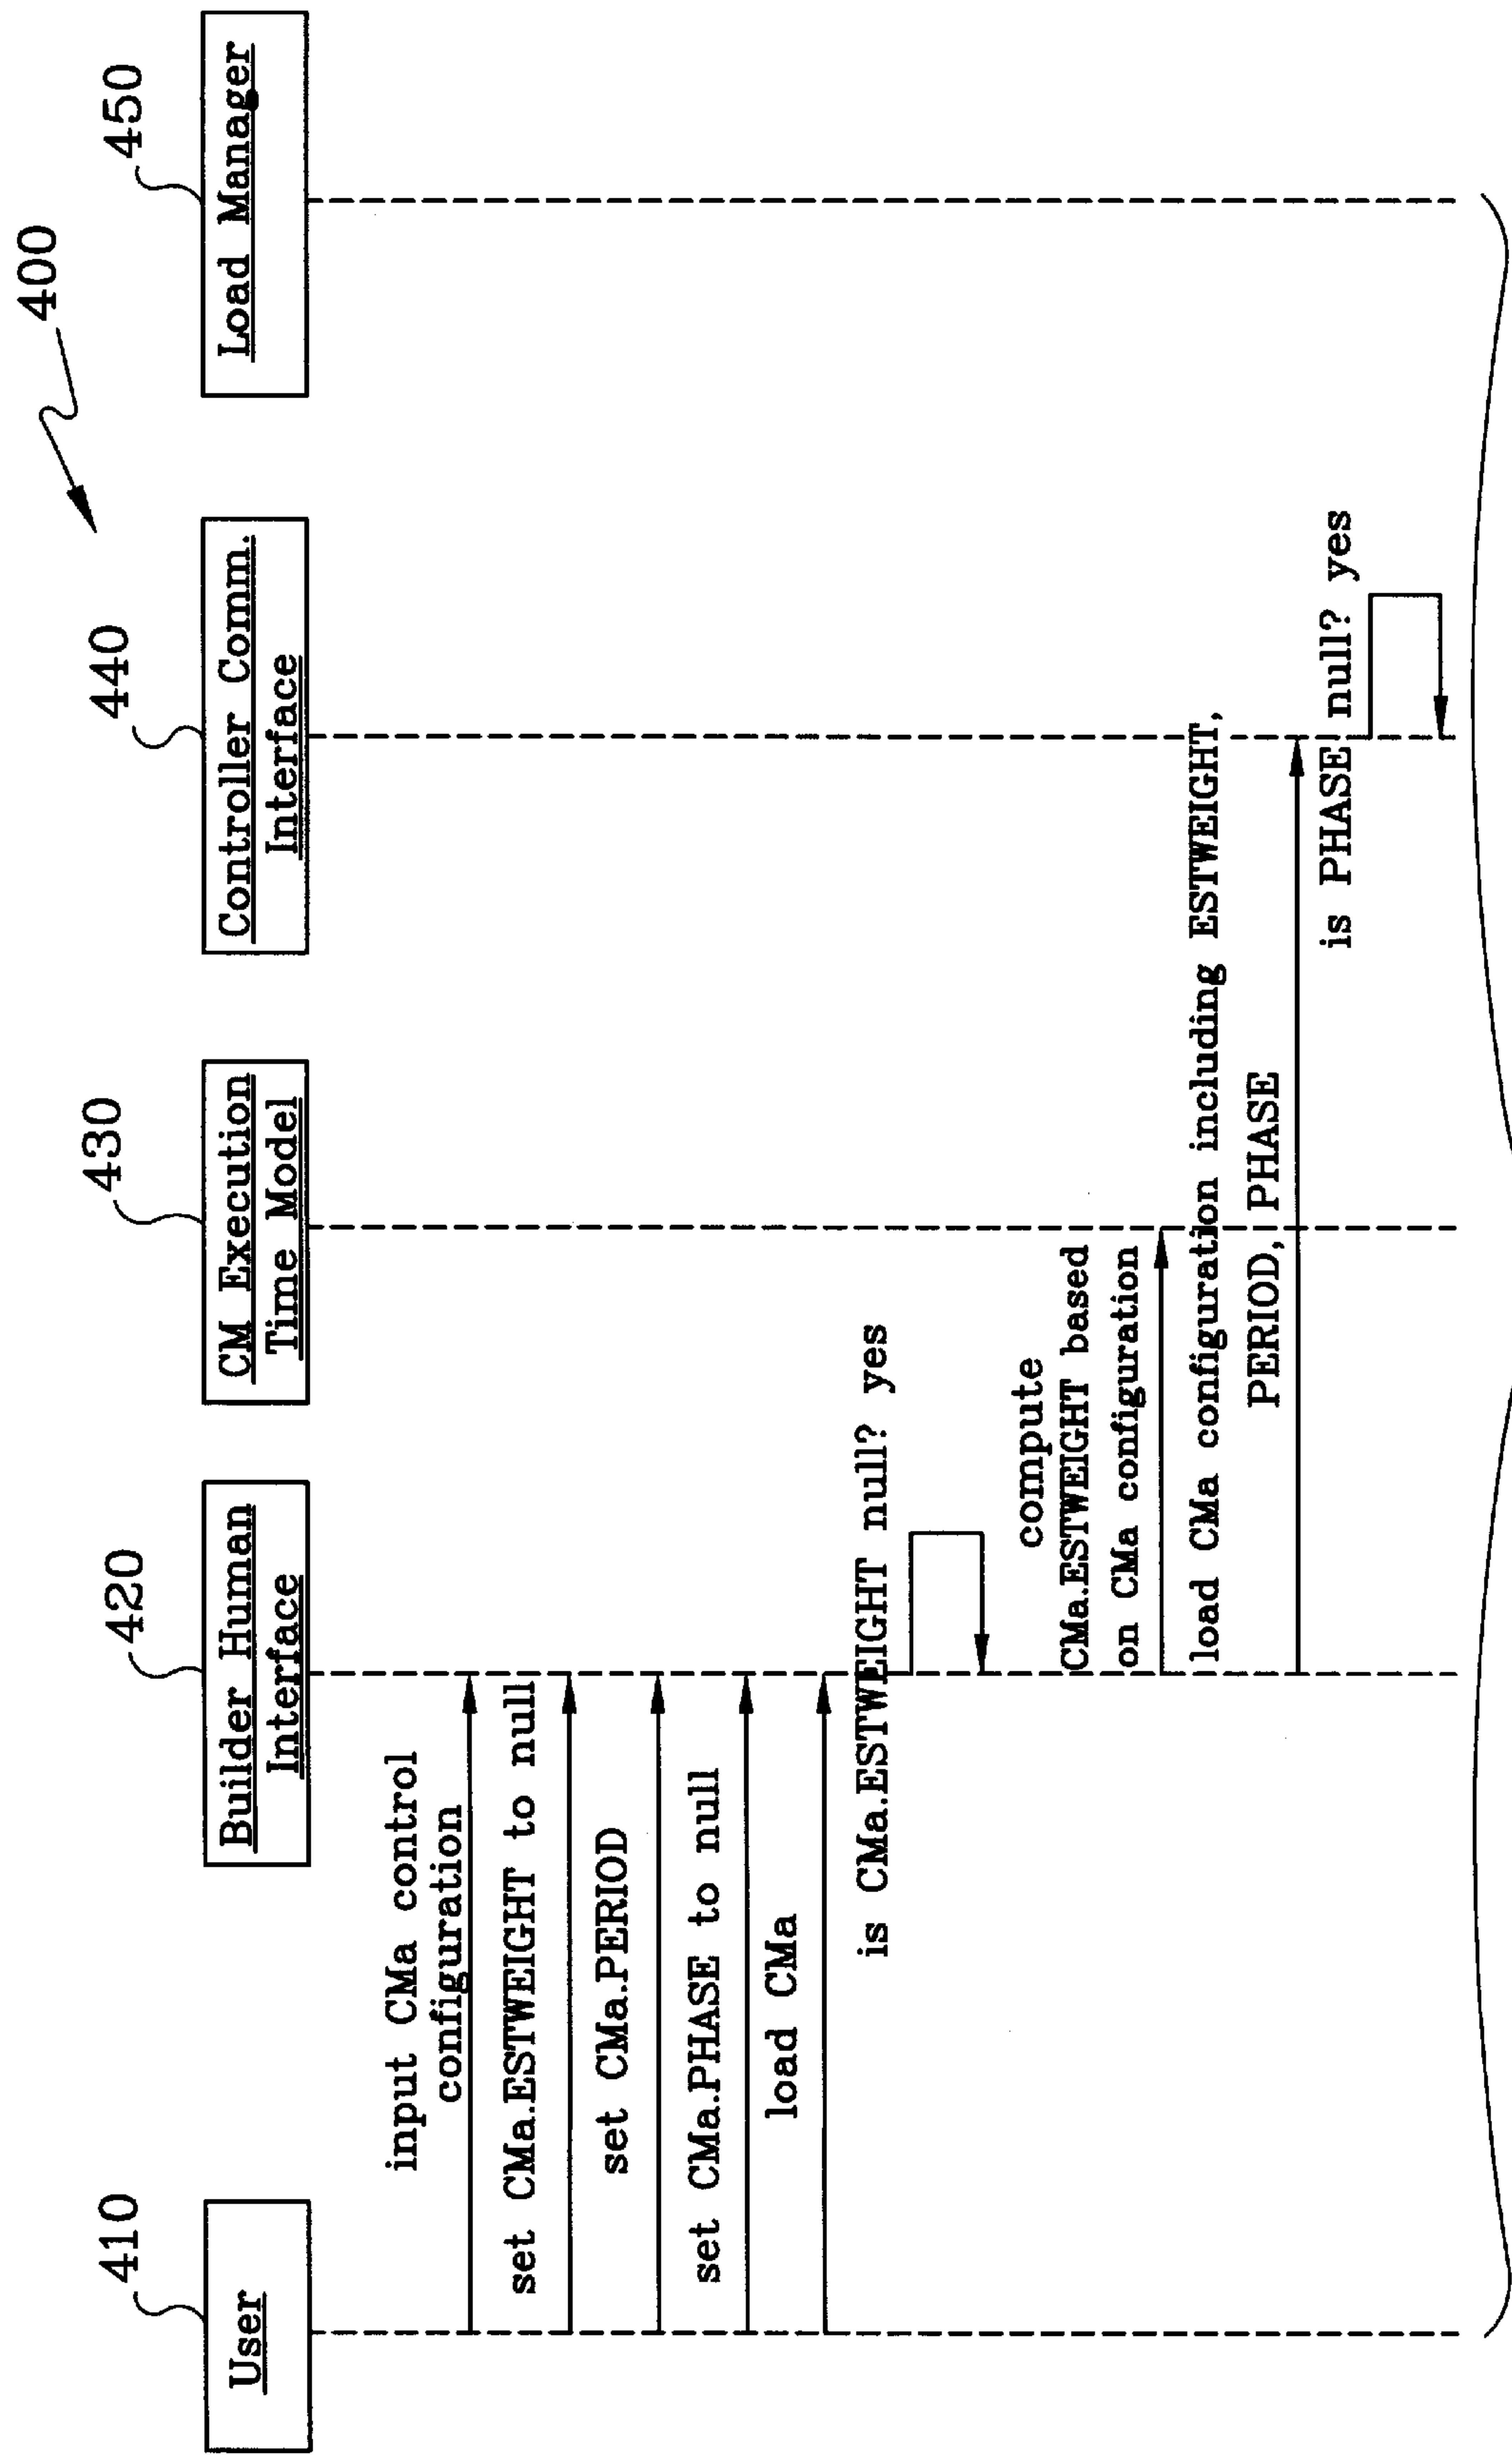 400
410
420
430
440
450
User
Builder Human
Interface
CM Execution
Time Model
Controller Comm.
Interface
Load Manager
input CMa control
configuration
set CMa.ESTWEIGHT to null
set CMa.PERIOD
set CMa.PHASE to null
load CMa
is CMa.ESTWEIGHT null? yes
compute
CMa.ESTWEIGHT based
on CMa configuration
load CMa configuration including ESTWEIGHT,
PERIOD, PHASE
is PHASE null? yes